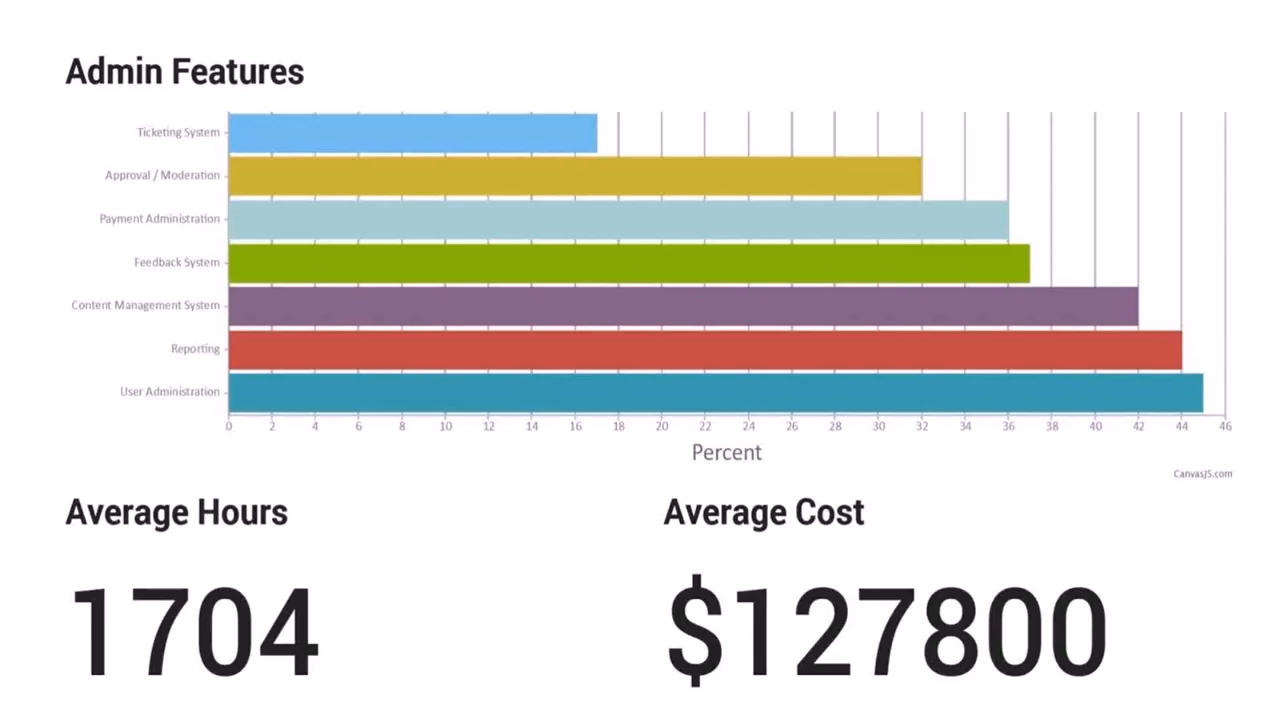 Admin Features
Ticketing System
Approval / Moderation
Payment Administration
Feedback System
Content Management System
Reporting
User Administration
0 2 4 6 8 10 12 14 16 18 20 22 24 26 28 30 32 34 36 38 40 42 44 46
Percent
CanvasJS.com
Average Hours Average Cost
1704 $127800